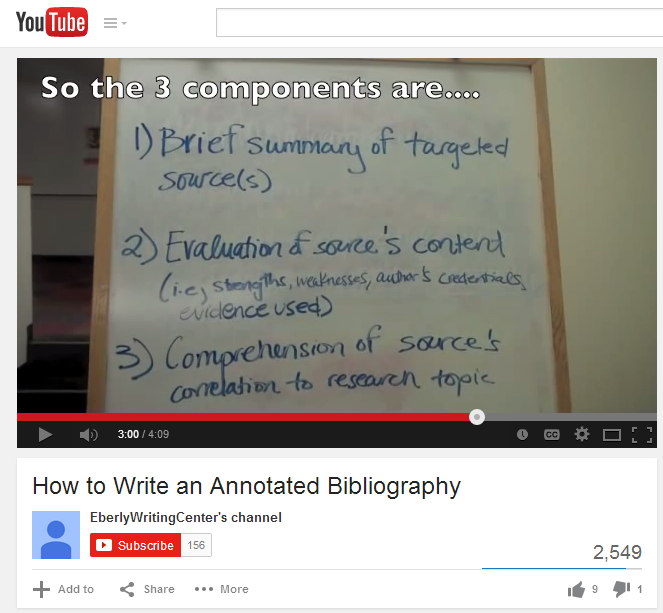 YouTube
So the 3 components are....
1) Brief summary of targeted
source(s)
2) Evaluation of source's content
(i.e, stengths, weaknesses, author's credentials,
evidence used)
3) Comprehension of source's
correlation to research topic
3:00 / 4:09
CC
How to Write an Annotated Bibliography
EberlyWritingCenter's channel
Subscribe 156
2,549
Add to Share More 9 1